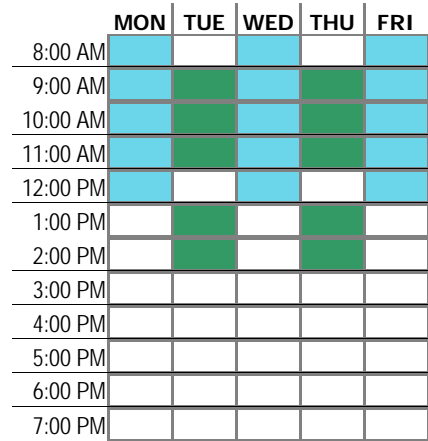 MON TUE WED THU FRI
8:00 AM
9:00 AM
10:00 AM
11:00 AM
12:00 PM
1:00 PM
2:00 PM
3:00 PM
4:00 PM
5:00 PM
6:00 PM
7:00 PM